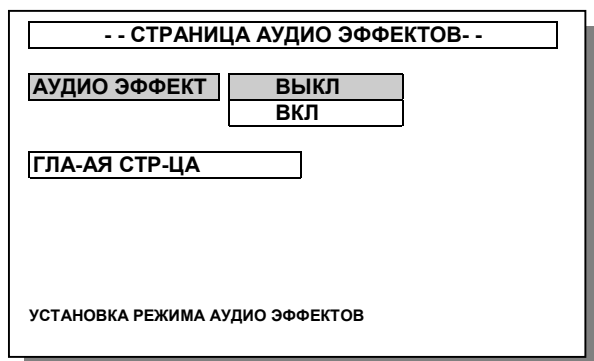 - - СТРАНИЦА АУДИО ЭФФЕКТОВ- -
АУДИО ЭФФЕКТ ВЫКЛ
ВКЛ
ГЛА-АЯ СТР-ЦА
УСТАНОВКА РЕЖИМА АУДИО ЭФФЕКТОВ